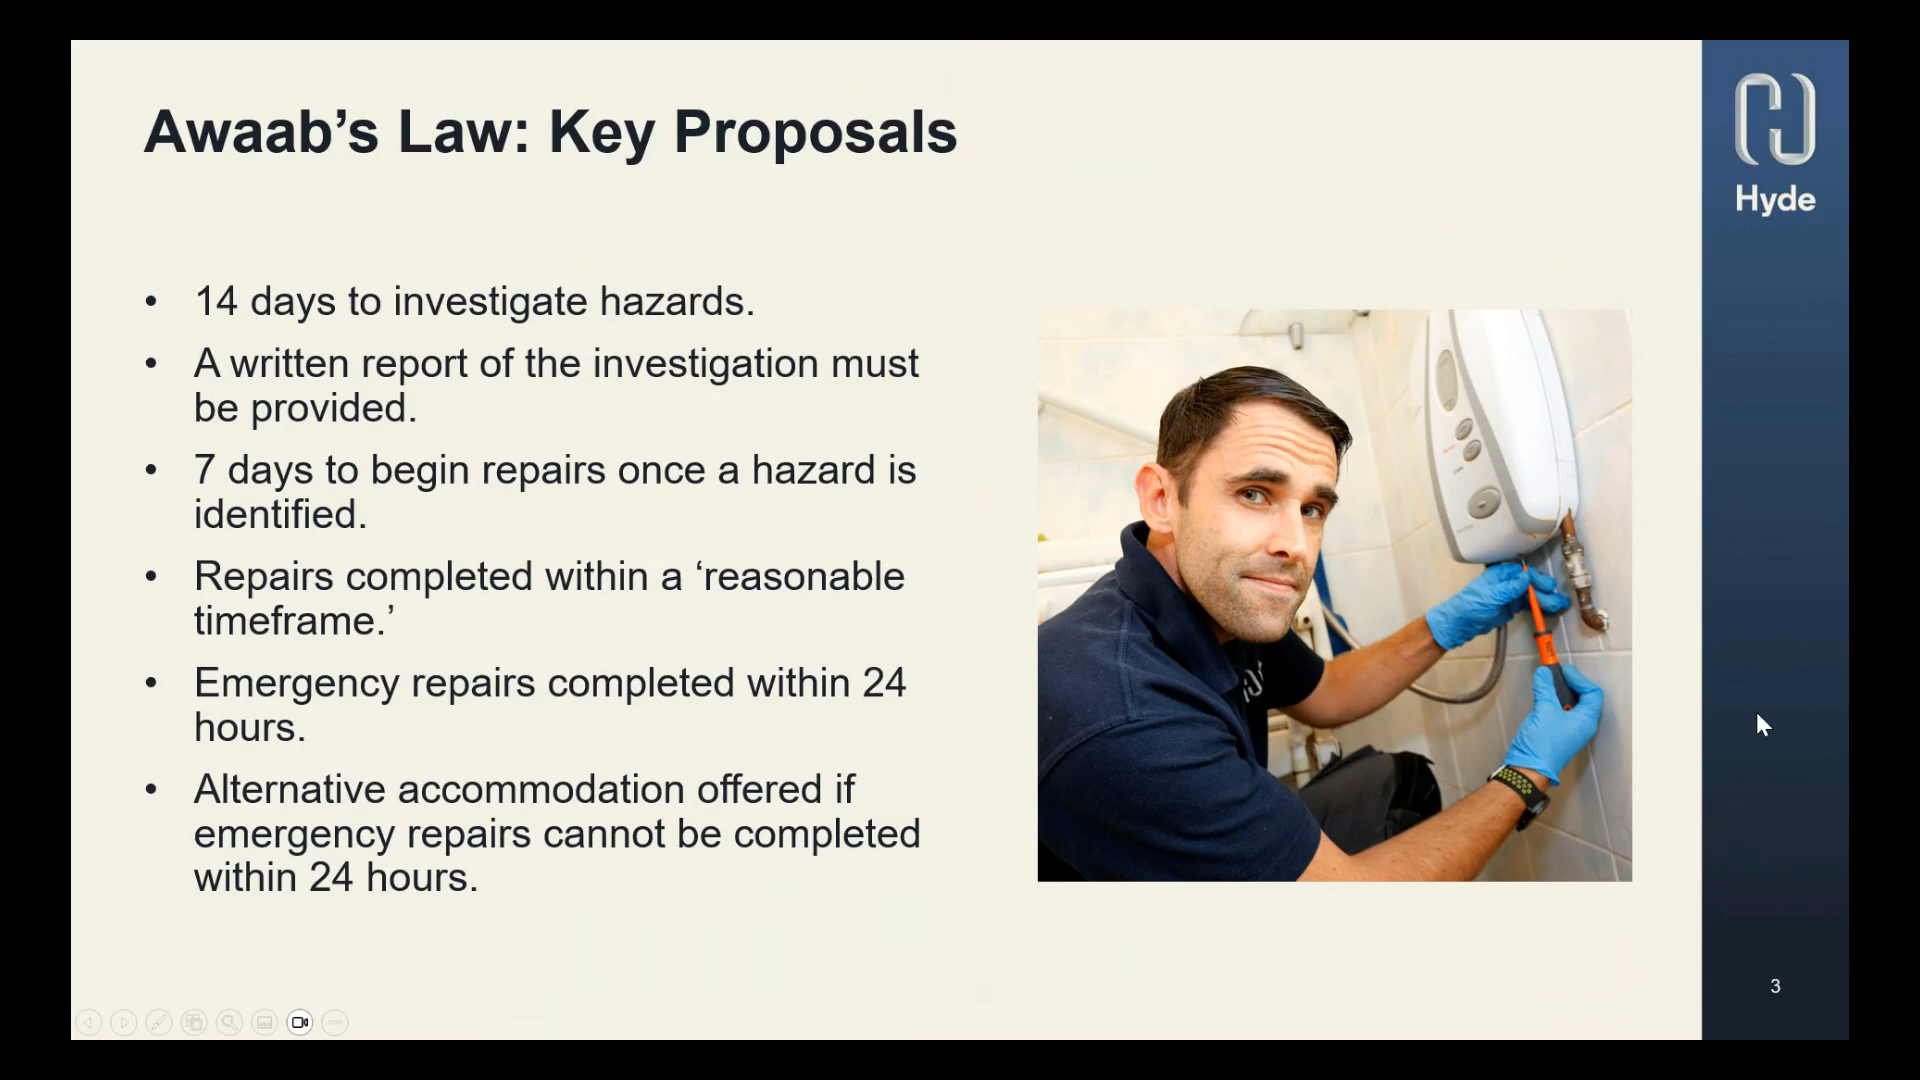 Awaab’s Law: Key Proposals
Hyde
• 14 days to investigate hazards.
• A written report of the investigation must
be provided.
• 7 days to begin repairs once a hazard is
identified.
• Repairs completed within a ‘reasonable
timeframe.’
• Emergency repairs completed within 24
hours.
• Alternative accommodation offered if
emergency repairs cannot be completed
within 24 hours.
3